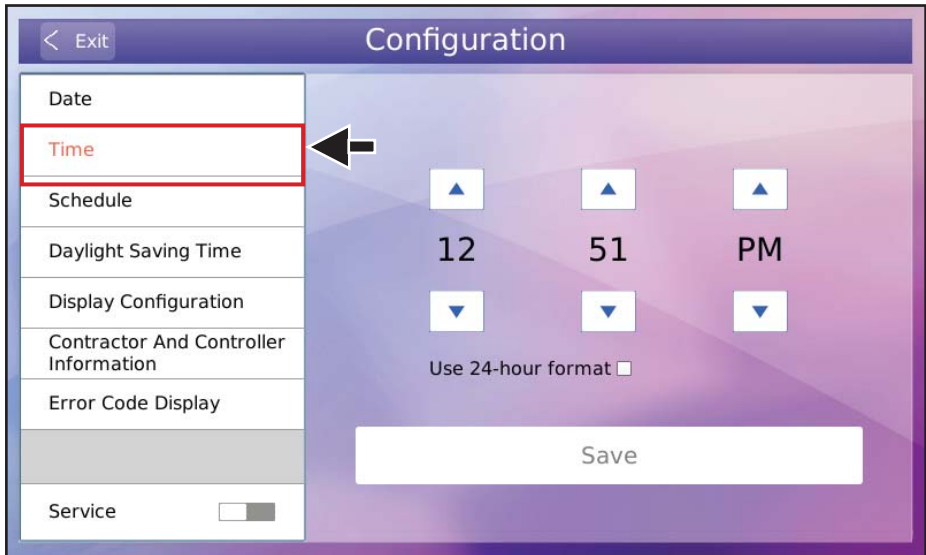 Exit
Configuration
Date
Time
Schedule
Daylight Saving Time
Display Configuration
Contractor And Controller
Information
Error Code Display
Service
12 51 PM
Use 24-hour format
Save